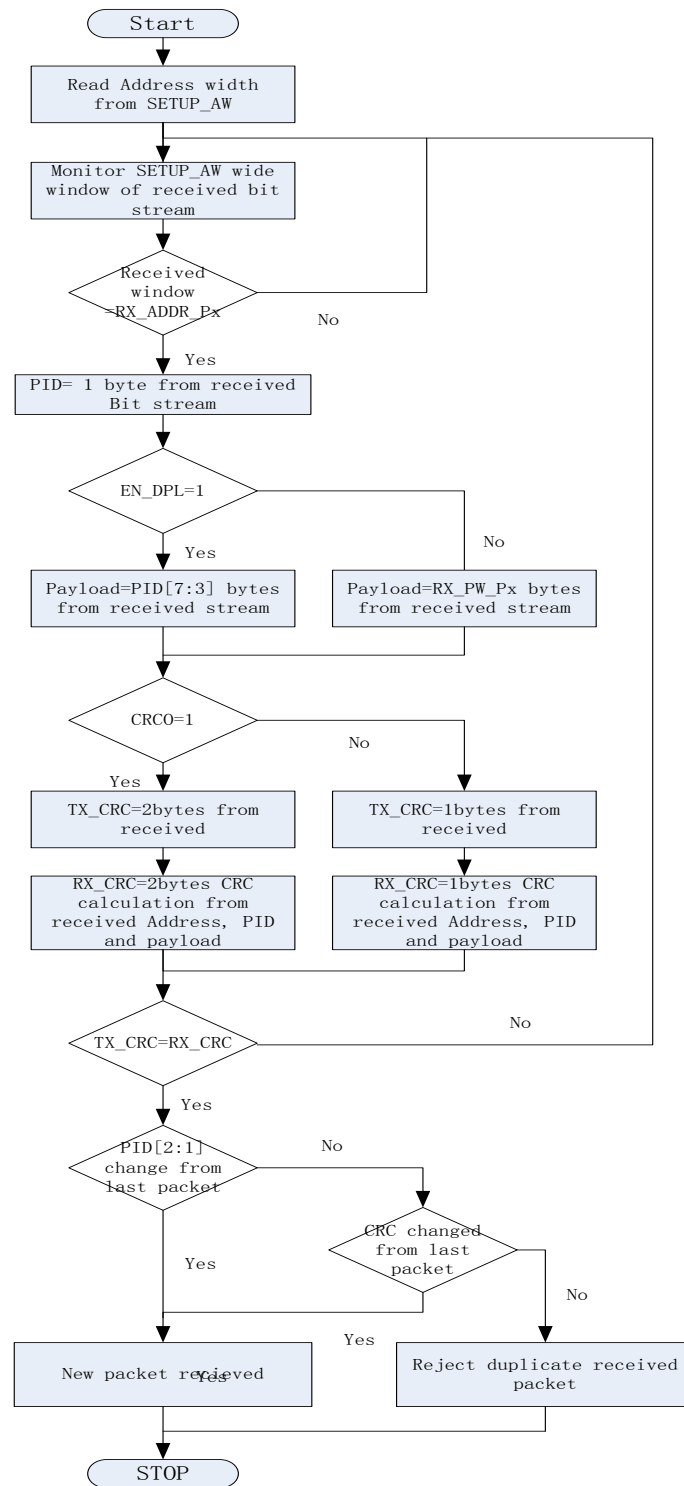 Start
Read Address width
from SETUP_AW
Monitor SETUP_AW wide
window of received bit
stream
Received
window
=RX_ADDR_Px
No
Yes
PID= 1 byte from received
Bit stream
EN_DPL=1
No
Yes
Payload=PID[7:3] bytes
from received stream
Payload=RX_PW_Px bytes
from received stream
CRCO=1
No
Yes
TX_CRC=2bytes from
received
TX_CRC=1bytes from
received
RX_CRC=2bytes CRC
calculation from
received Address, PID
and payload
RX_CRC=1bytes CRC
calculation from
received Address, PID
and payload
TX_CRC=RX_CRC
No
Yes
PID[2:1]
change from
last packet
No
CRC changed
from last
packet
Yes
No
Yes
New packet recieved
Yes
Reject duplicate received
packet
STOP